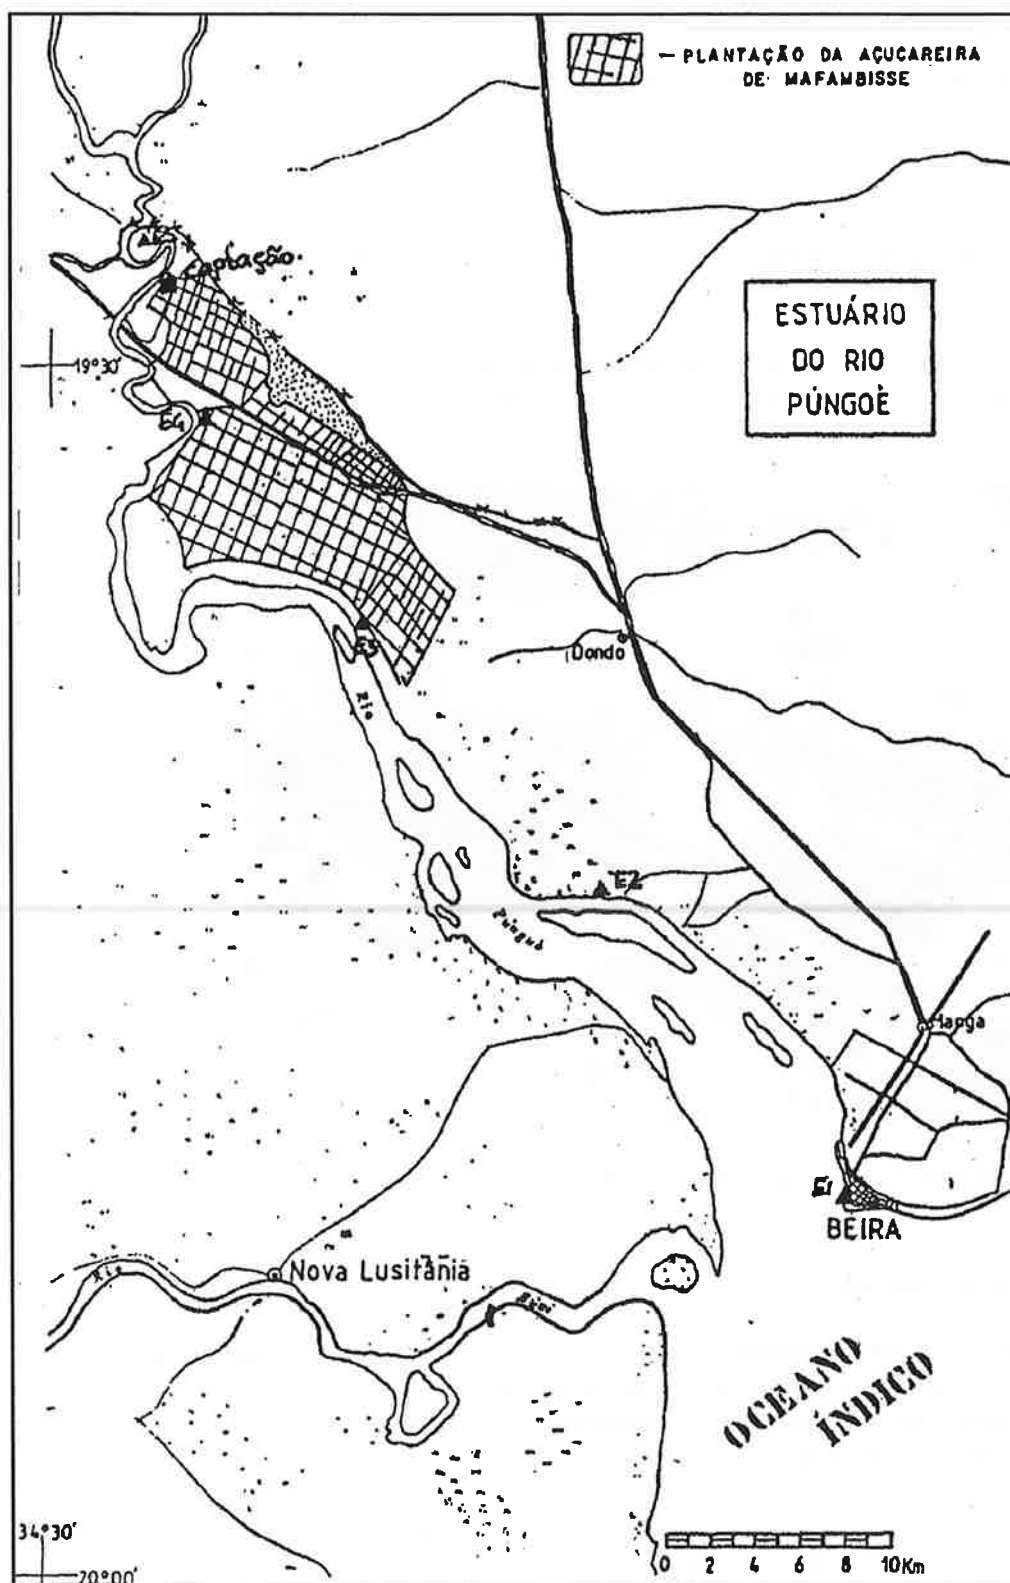 — PLANTAÇÃO DA AÇUCAREIRA
DE MAFAMBISSE
E5
Captação
ESTUÁRIO
DO RIO
PÚNGOÈ
19°30'
E4
Dondo
E3
Rio
E2
Púnguè
Manga
E1
BEIRA
Nova Lusitânia
Rio
Búzi
OCEANO
ÍNDICO
34°30'
0 2 4 6 8 10Km
20°00'